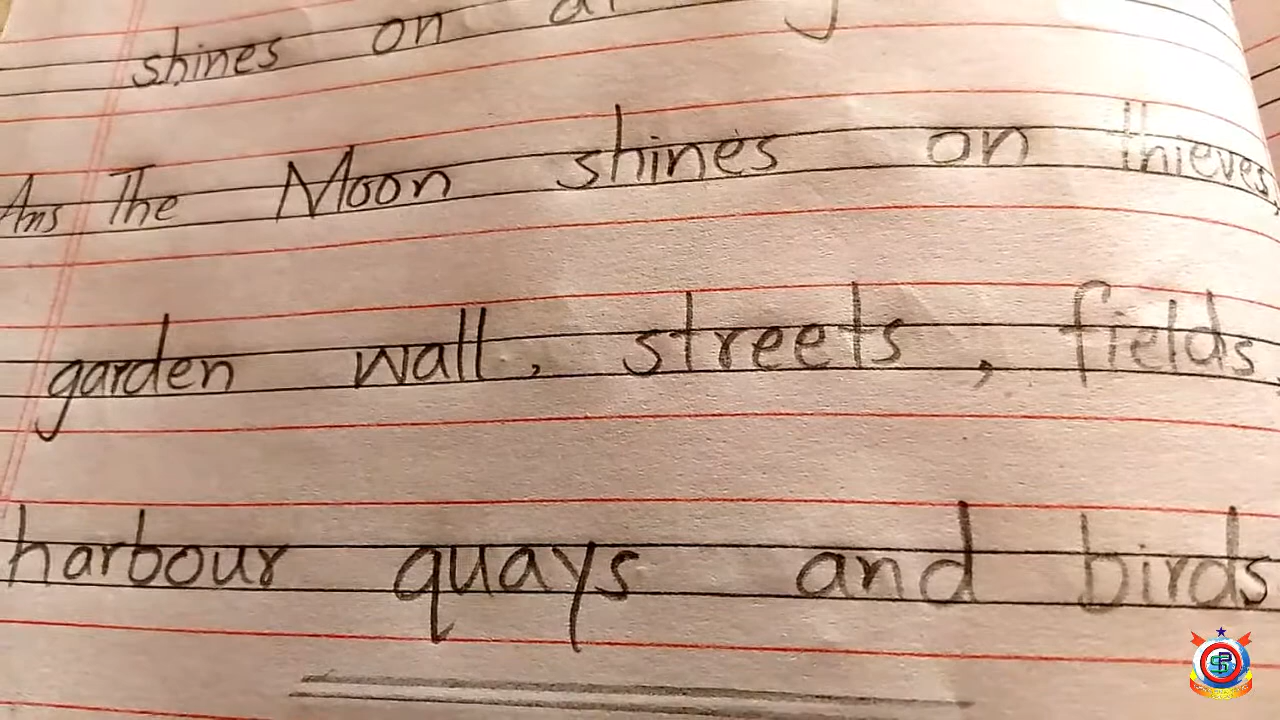 shines on
Ans The Moon shines on thieves,
garden wall, streets, fields,
harbour quays and birds